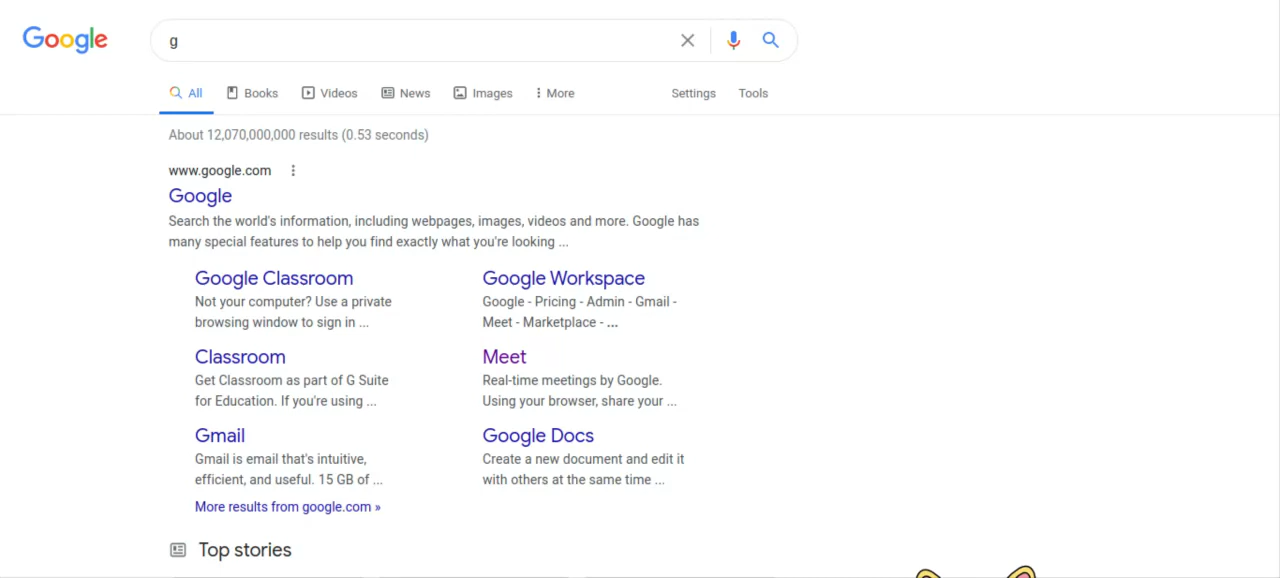 Google
g
All
Books
Videos
News
Images
More
Settings
Tools
About 12,070,000,000 results (0.53 seconds)
www.google.com
Google
Search the world's information, including webpages, images, videos and more. Google has
many special features to help you find exactly what you're looking ...
Google Classroom
Not your computer? Use a private
browsing window to sign in ...
Google Workspace
Google - Pricing - Admin - Gmail -
Meet - Marketplace - ...
Classroom
Get Classroom as part of G Suite
for Education. If you're using ...
Meet
Real-time meetings by Google.
Using your browser, share your ...
Gmail
Gmail is email that's intuitive,
efficient, and useful. 15 GB of ...
Google Docs
Create a new document and edit it
with others at the same time ...
More results from google.com »
Top stories